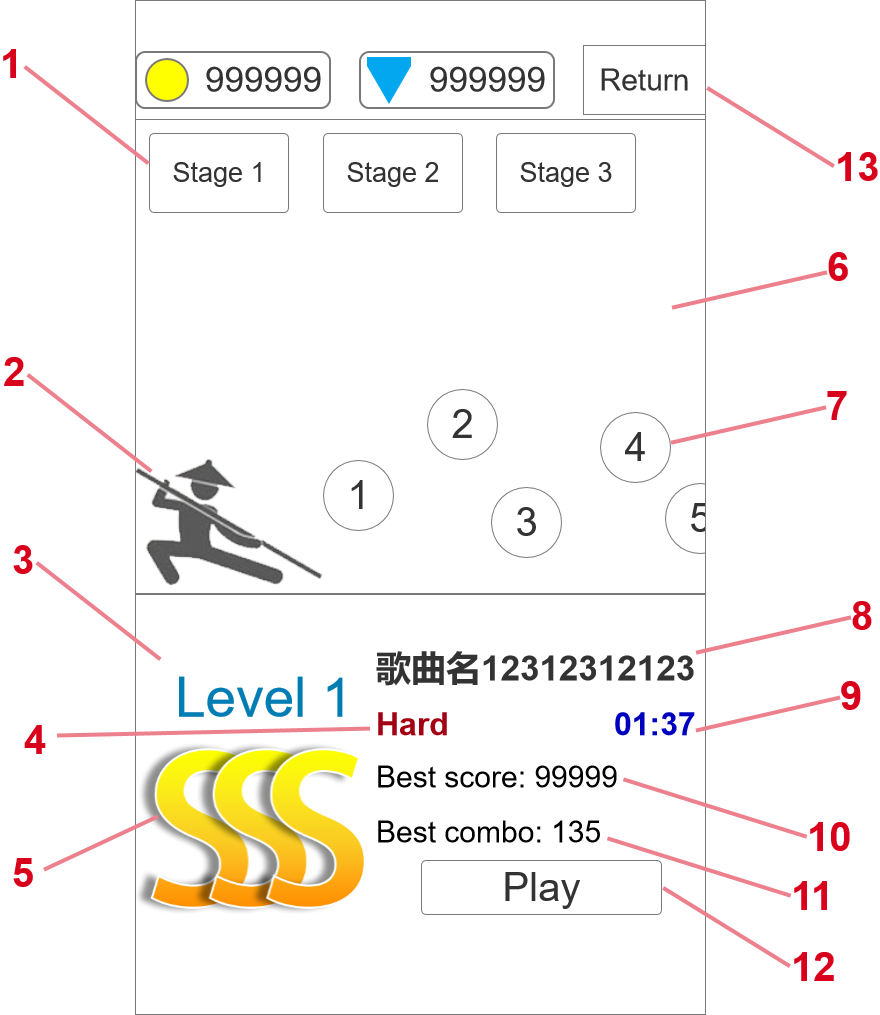 1
999999
999999
Return
13
Stage 1
Stage 2
Stage 3
6
2
7
2
4
1
3
5
3
8
歌曲名12312312123
Level 1
9
4
Hard
01:37
Best score: 99999
10
SSS
Best combo: 135
5
11
Play
12